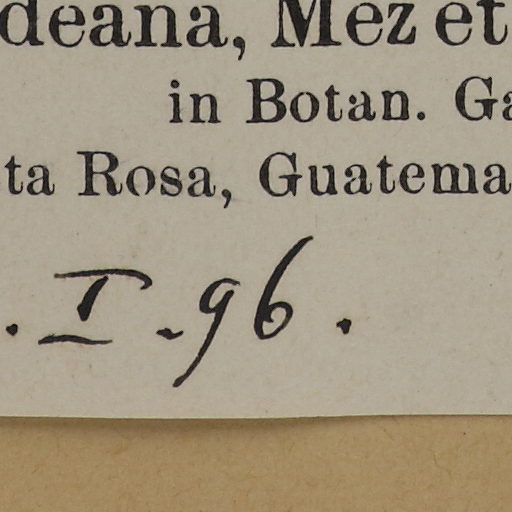 deana, Mez et
in Botan. Ga
ta Rosa, Guatema
. I. 96.